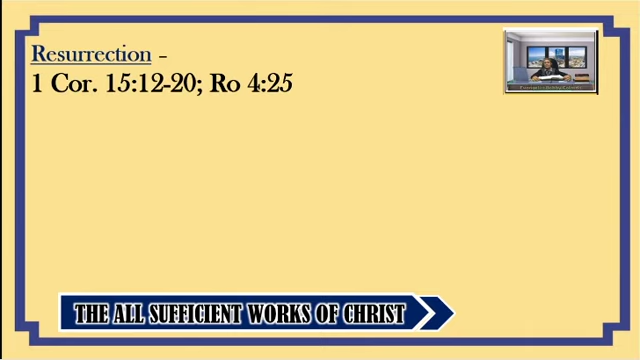 Resurrection –
1 Cor. 15:12-20; Ro 4:25
THE ALL SUFFICIENT WORKS OF CHRIST